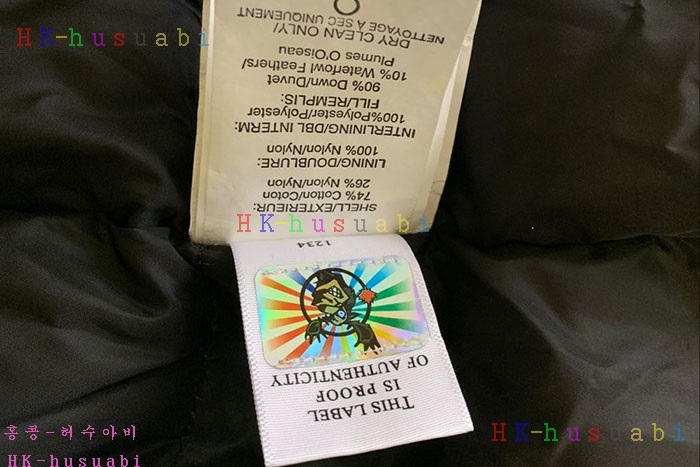 HK-husuabi
THIS LABEL
IS PROOF
OF AUTHENTICITY
1234
SHELL/EXTERIEUR:
74% Cotton/Coton
26% Nylon/Nylon
LINING/DOUBLURE:
100% Nylon/Nylon
INTERLINING/DBL INTERM:
100%Polyester/Polyester
FILL/REMPLIS:
90% Down/Duvet
10% Waterfowl Feathers/
Plumes O'Oiseau
DRY CLEAN ONLY/
NETTOYAGE À SEC UNIQUEMENT
HK-husuabi
홍콩-허수아비
HK-husuabi
HK-husuabi